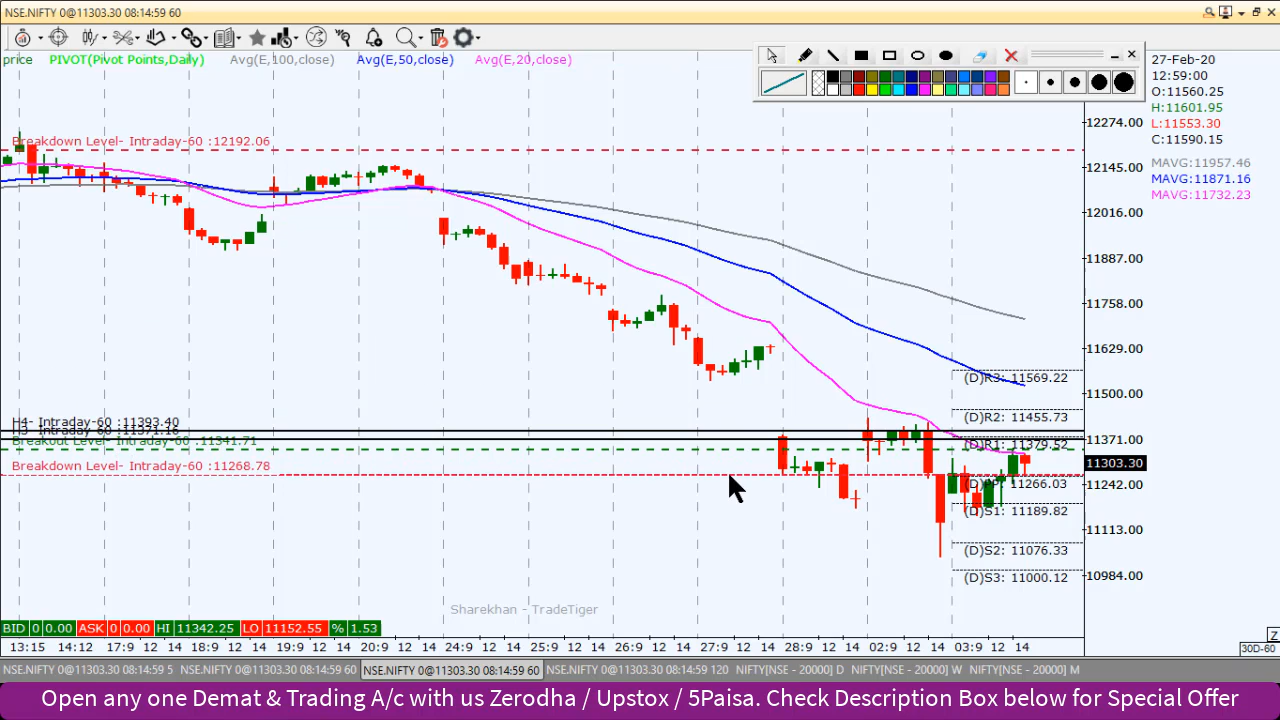 NSE.NIFTY 0@11303.30 08:14:59 60
price PIVOT(Pivot Points,Daily) Avg(E,100,close) Avg(E,50,close) Avg(E,20,close)
27-Feb-20
12:59:00
O:11560.25
H:11601.95
L:11553.30
C:11590.15
MAVG:11957.46
MAVG:11871.16
MAVG:11732.23
12274.00
12145.00
12016.00
11887.00
11758.00
11629.00
11500.00
11371.00
11303.30
11242.00
11113.00
10984.00
Breakdown Level- Intraday-60 :12192.06
H4- Intraday-60 :11393.40
Breakout Level- Intraday-60 :11341.71
Breakdown Level- Intraday-60 :11268.78
(D)R3: 11569.22
(D)R2: 11455.73
(D)R1: 11379.52
11266.03
(D)S1: 11189.82
(D)S2: 11076.33
(D)S3: 11000.12
Sharekhan - TradeTiger
BID 0 0.00 ASK 0 0.00 HI 11342.25 LO 11152.55 % 1.53
13:15 14:12 17:9 12 14 18:9 12 14 19:9 12 14 20:9 12 14 24:9 12 14 25:9 12 14 26:9 12 14 27:9 12 14 28:9 12 14 02:9 12 14 03:9 12 14
Z
30D-60
NSE.NIFTY @11303.30 08:14:59 5 NSE.NIFTY @11303.30 08:14:59 60 NSE.NIFTY 0@11303.30 08:14:59 60 NSE.NIFTY @11303.30 08:14:59 120 NIFTY[NSE - 20000] D NIFTY[NSE - 20000] W NIFTY[NSE - 20000] M
Open any one Demat & Trading A/c with us Zerodha / Upstox / 5Paisa. Check Description Box below for Special Offer